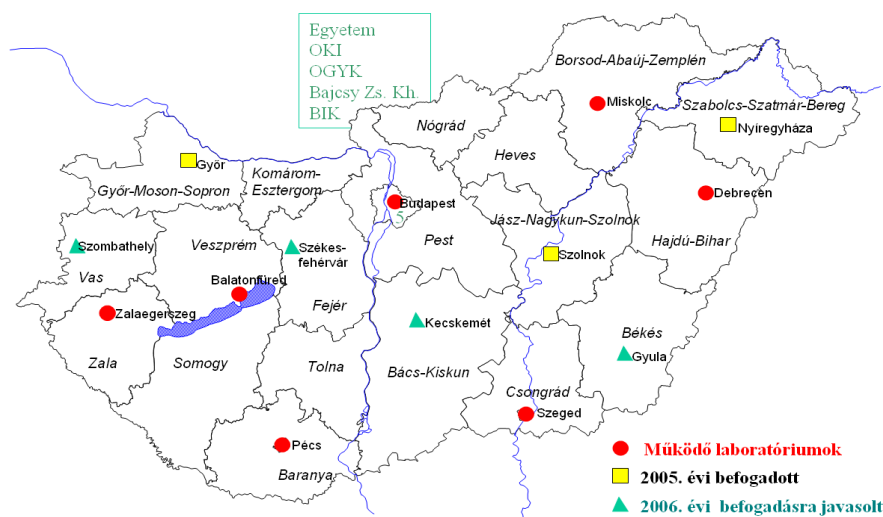 Egyetem
OKI
OGYK
Bajcsy Zs. Kh.
BIK
Borsod-Abaúj-Zemplén
Miskolc
Szabolcs-Szatmár-Bereg
Nyíregyháza
Nógrád
Heves
Győr
Győr-Moson-Sopron
Komárom-
Esztergom
Budapest
5
Pest
Jász-Nagykun-Szolnok
Szolnok
Debrecen
Hajdú-Bihar
Szombathely
Vas
Veszprém
Székes-
fehérvár
Balatonfüred
Fejér
Zalaegerszeg
Zala
Somogy
Tolna
Kecskemét
Bács-Kiskun
Békés
Gyula
Csongrád
Szeged
Pécs
Baranya
Működő laboratóriumok
2005. évi befogadott
2006. évi befogadásra javasolt